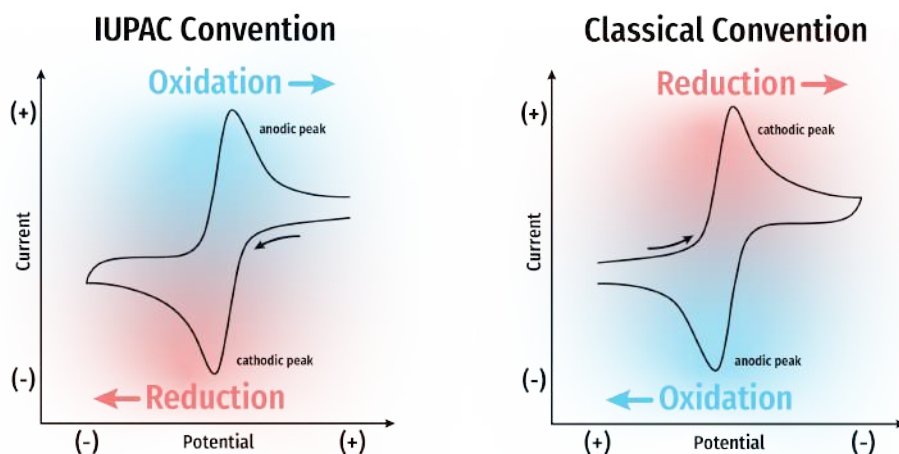 IUPAC Convention
Oxidation
(+)
anodic peak
Current
cathodic peak
(-)
Reduction
(-)
Potential
(+)
Classical Convention
Reduction
(+)
cathodic peak
Current
anodic peak
(-)
Oxidation
(+)
Potential
(-)